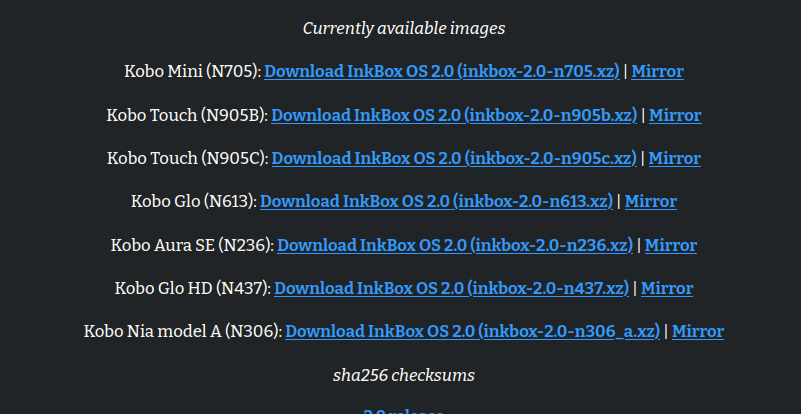 Currently available images
Kobo Mini (N705): Download InkBox OS 2.0 (inkbox-2.0-n705.xz) | Mirror
Kobo Touch (N905B): Download InkBox OS 2.0 (inkbox-2.0-n905b.xz) | Mirror
Kobo Touch (N905C): Download InkBox OS 2.0 (inkbox-2.0-n905c.xz) | Mirror
Kobo Glo (N613): Download InkBox OS 2.0 (inkbox-2.0-n613.xz) | Mirror
Kobo Aura SE (N236): Download InkBox OS 2.0 (inkbox-2.0-n236.xz) | Mirror
Kobo Glo HD (N437): Download InkBox OS 2.0 (inkbox-2.0-n437.xz) | Mirror
Kobo Nia model A (N306): Download InkBox OS 2.0 (inkbox-2.0-n306_a.xz) | Mirror
sha256 checksums
2.0 release